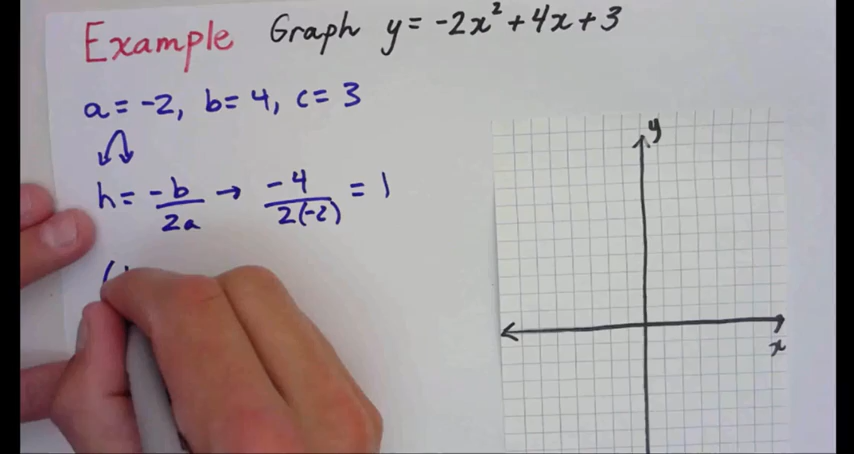 Example Graph y = -2x² + 4x + 3
a = -2, b = 4, c = 3
h = -b/2a → -4/2(-2) = 1
(
y
x